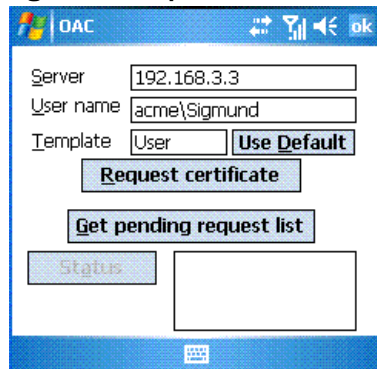 OAC ok
Server 192.168.3.3
User name acme\Sigmund
Template User Use Default
Request certificate
Get pending request list
Status